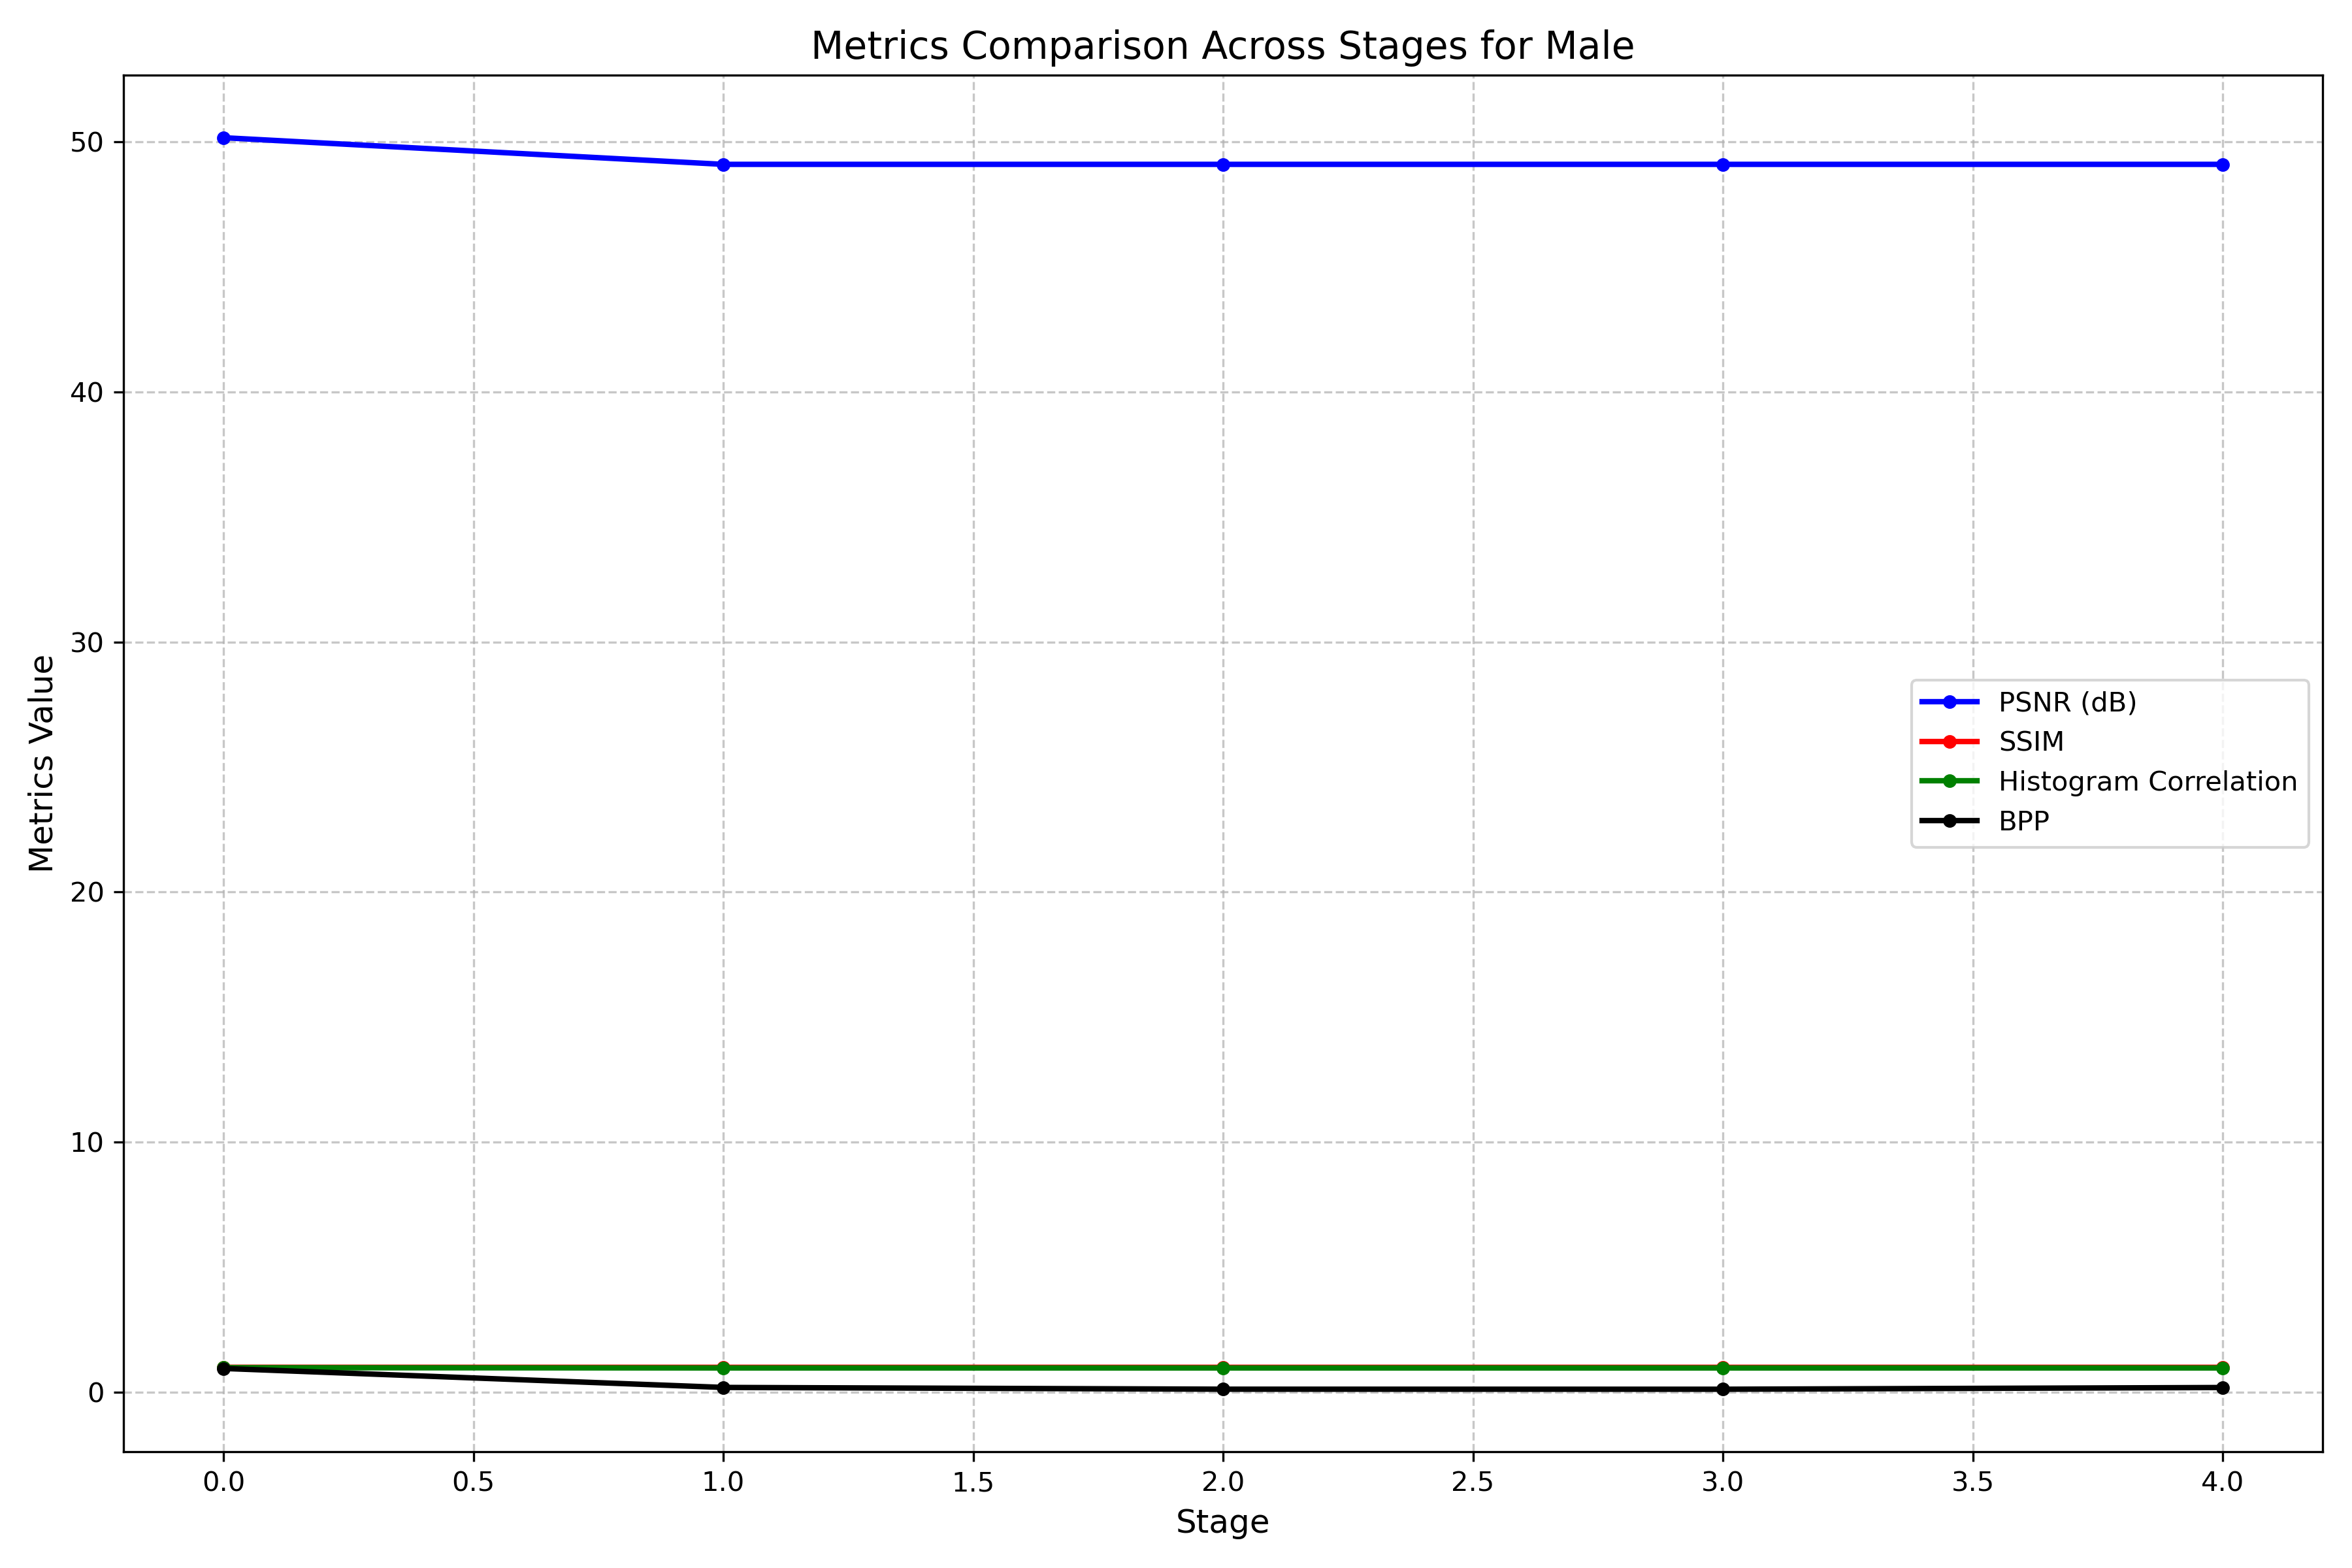 Metrics Comparison Across Stages for Male
Metrics Value
50
40
30
20
10
0
PSNR (dB)
SSIM
Histogram Correlation
BPP
0.0 0.5 1.0 1.5 2.0 2.5 3.0 3.5 4.0
Stage